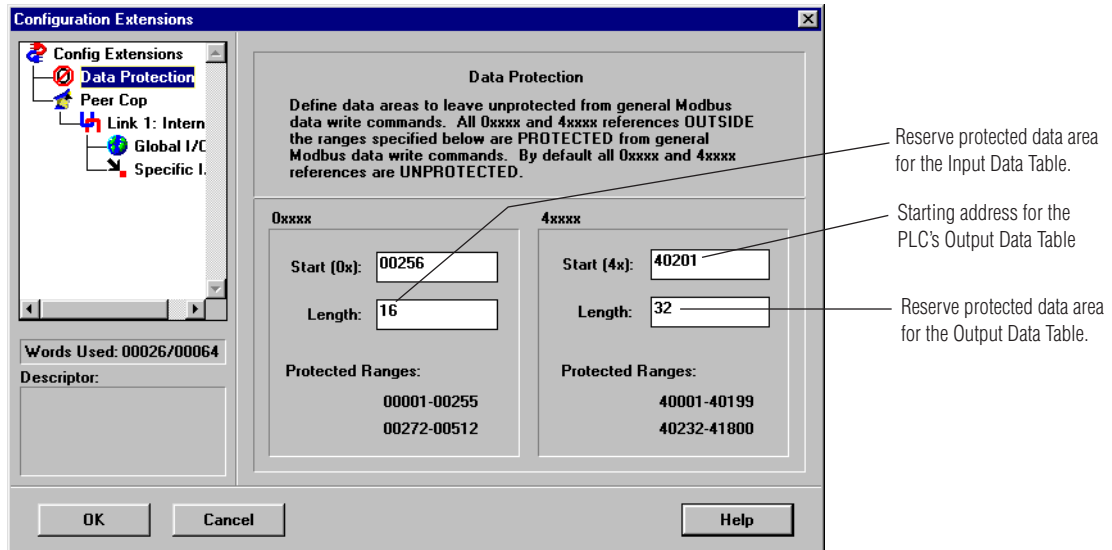 Configuration Extensions
Config Extensions
Data Protection
Peer Cop
Link 1: Intern
Global I/
Specific I.
Words Used: 00026/00064
Descriptor:
Data Protection
Define data areas to leave unprotected from general Modbus
data write commands. All 0xxxx and 4xxxx references OUTSIDE
the ranges specified below are PROTECTED from general
Modbus data write commands. By default all 0xxxx and 4xxxx
references are UNPROTECTED.
0xxxx
Start (0x): 00256
Length: 16
Protected Ranges:
00001-00255
00272-00512
4xxxx
Start (4x): 40201
Length: 32
Protected Ranges:
40001-40199
40232-41800
OK
Cancel
Help
Reserve protected data area
for the Input Data Table.
Starting address for the
PLC's Output Data Table
Reserve protected data area
for the Output Data Table.